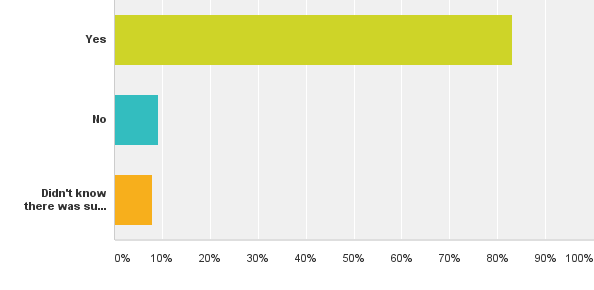 Yes
No
Didn't know
there was su...
0% 10% 20% 30% 40% 50% 60% 70% 80% 90% 100%